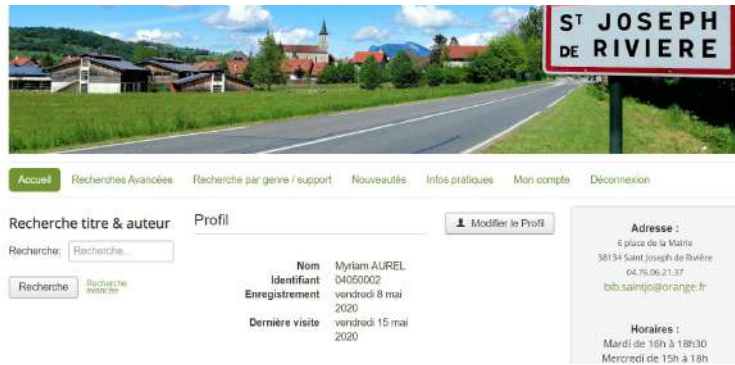 ST JOSEPH
DE RIVIERE
Accueil Recherches Avancées Recherche par genre / support Nouveautés Infos pratiques Mon compte Déconnexion
Recherche titre & auteur
Recherche: Recherche...
Recherche Recherche avancée
Profil
Modifier le Profil
Nom Myriam AUREL
Identifiant 04050002
Enregistrement vendredi 8 mai
2020
Dernière visite vendredi 15 mai
2020
Adresse :
6 place de la Mairie
38134 Saint Joseph de Rivière
04.76.06.21.37
bib.saintjo@orange.fr
Horaires :
Mardi de 16h à 18h30
Mercredi de 15h à 18h